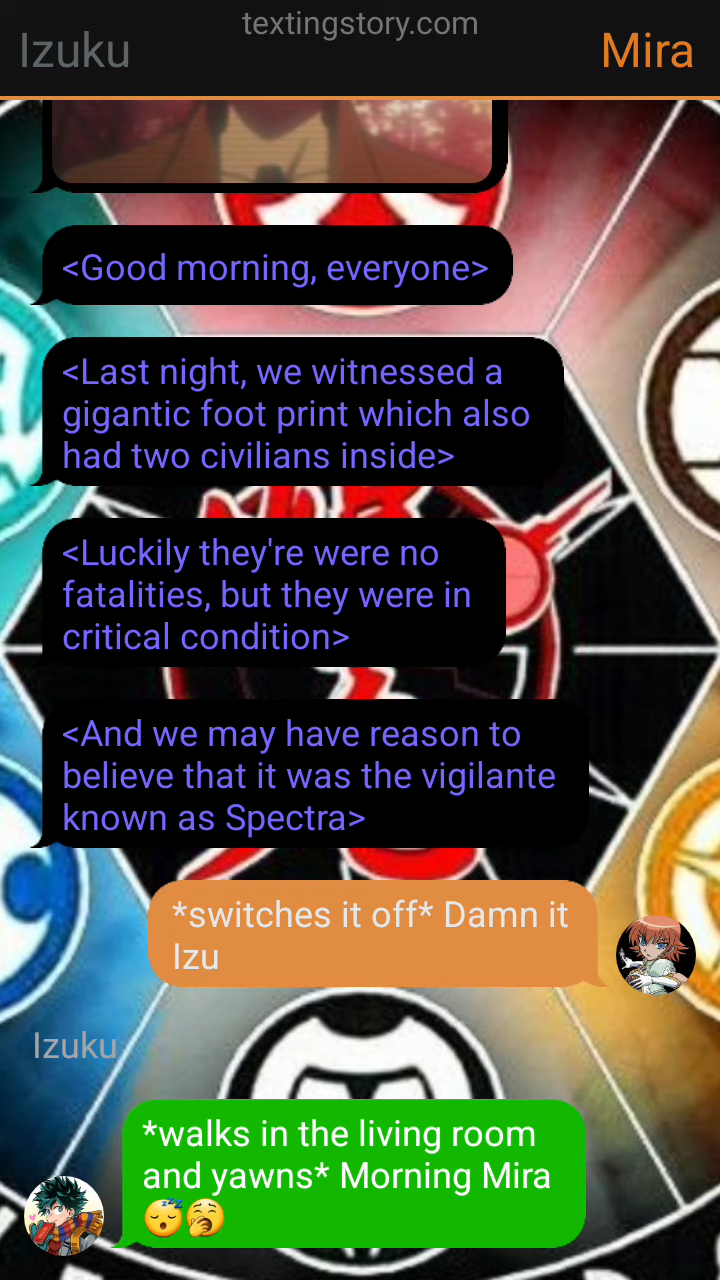 textingstory.com
Izuku
Mira
<Good morning, everyone>
<Last night, we witnessed a
gigantic foot print which also
had two civilians inside>
<Luckily they're were no
fatalities, but they were in
critical condition>
<And we may have reason to
believe that it was the vigilante
known as Spectra>
*switches it off* Damn it
Izu
Izuku
*walks in the living room
and yawns* Morning Mira
😴🥱